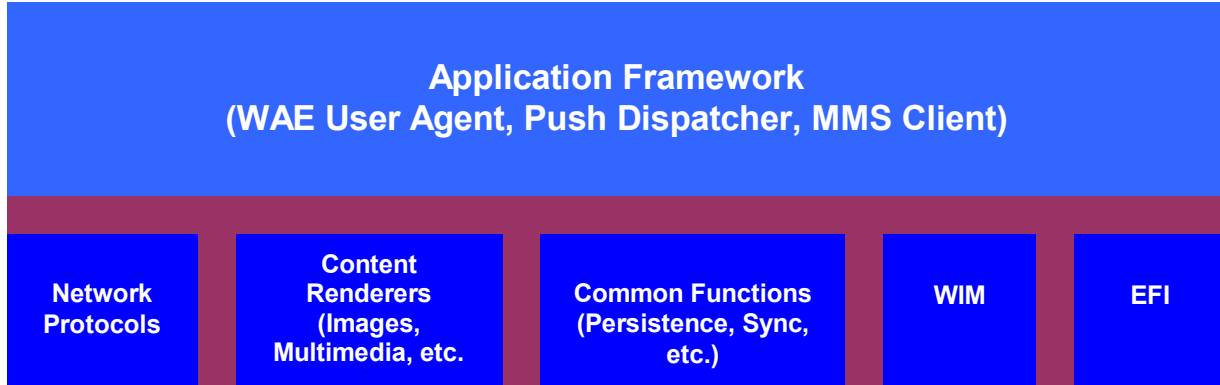 Application Framework
(WAE User Agent, Push Dispatcher, MMS Client)
Network
Protocols
Content
Renderers
(Images,
Multimedia, etc.
Common Functions
(Persistence, Sync,
etc.)
WIM
EFI